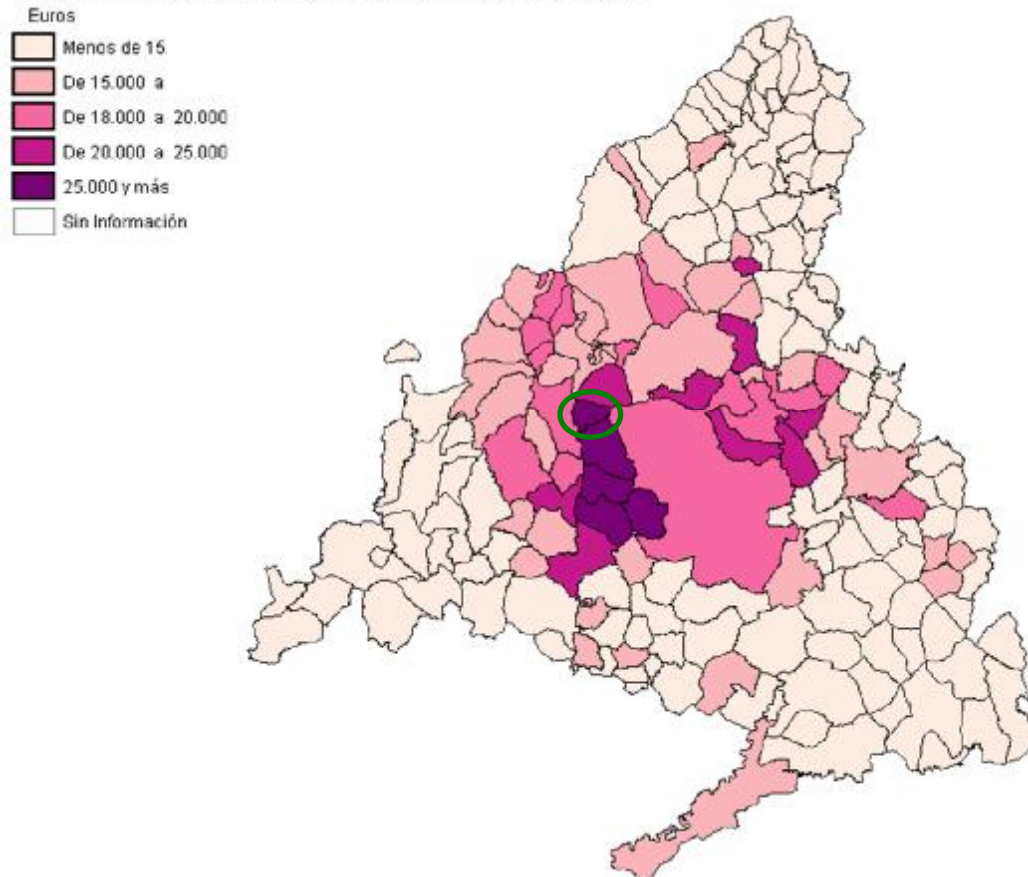 Euros
Menos de 15
De 15.000 a
De 18.000 a 20.000
De 20.000 a 25.000
25.000 y más
Sin Información